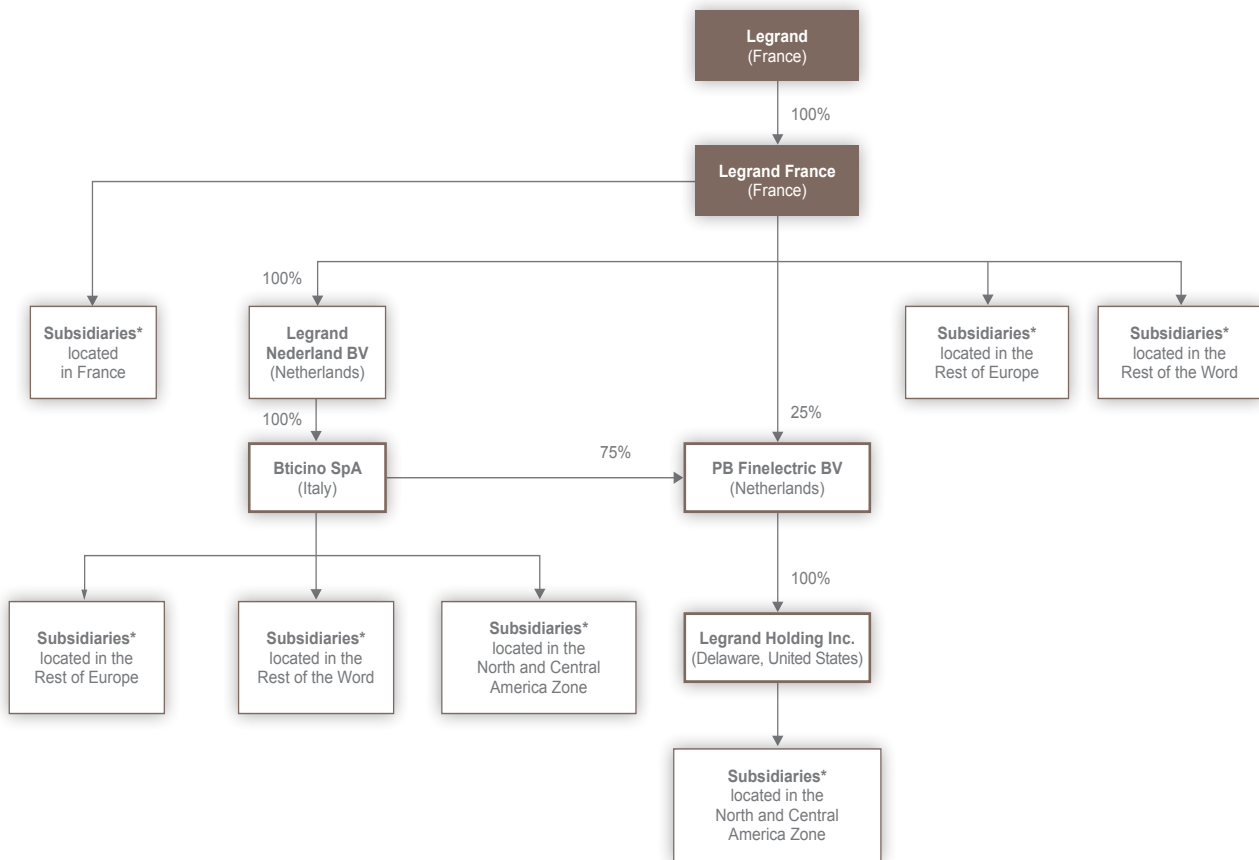 Legrand
(France)
100%
Legrand France
(France)
100%
Subsidiaries*
located
in France
Legrand
Nederland BV
(Netherlands)
Subsidiaries*
located in the
Rest of Europe
Subsidiaries*
located in the
Rest of the Word
100%
25%
Bticino SpA
(Italy)
75%
PB Finelectric BV
(Netherlands)
100%
Subsidiaries*
located in the
Rest of Europe
Subsidiaries*
located in the
Rest of the Word
Subsidiaries*
located in the
North and Central
America Zone
Legrand Holding Inc.
(Delaware, United States)
Subsidiaries*
located in the
North and Central
America Zone